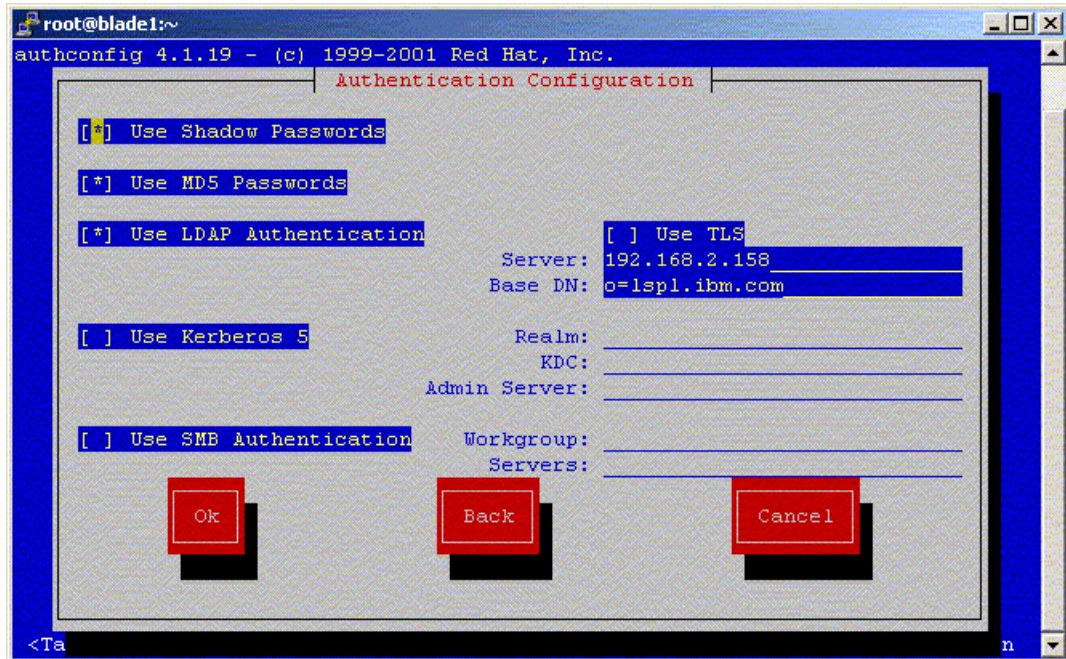 root@blade1:~
authconfig 4.1.19 - (c) 1999-2001 Red Hat, Inc.
Authentication Configuration
[*] Use Shadow Passwords
[*] Use MD5 Passwords
[*] Use LDAP Authentication [ ] Use TLS
Server: 192.168.2.158
Base DN: o=lspl.ibm.com
[ ] Use Kerberos 5 Realm:
KDC:
Admin Server:
[ ] Use SMB Authentication Workgroup:
Servers:
Ok Back Cancel
<Ta n